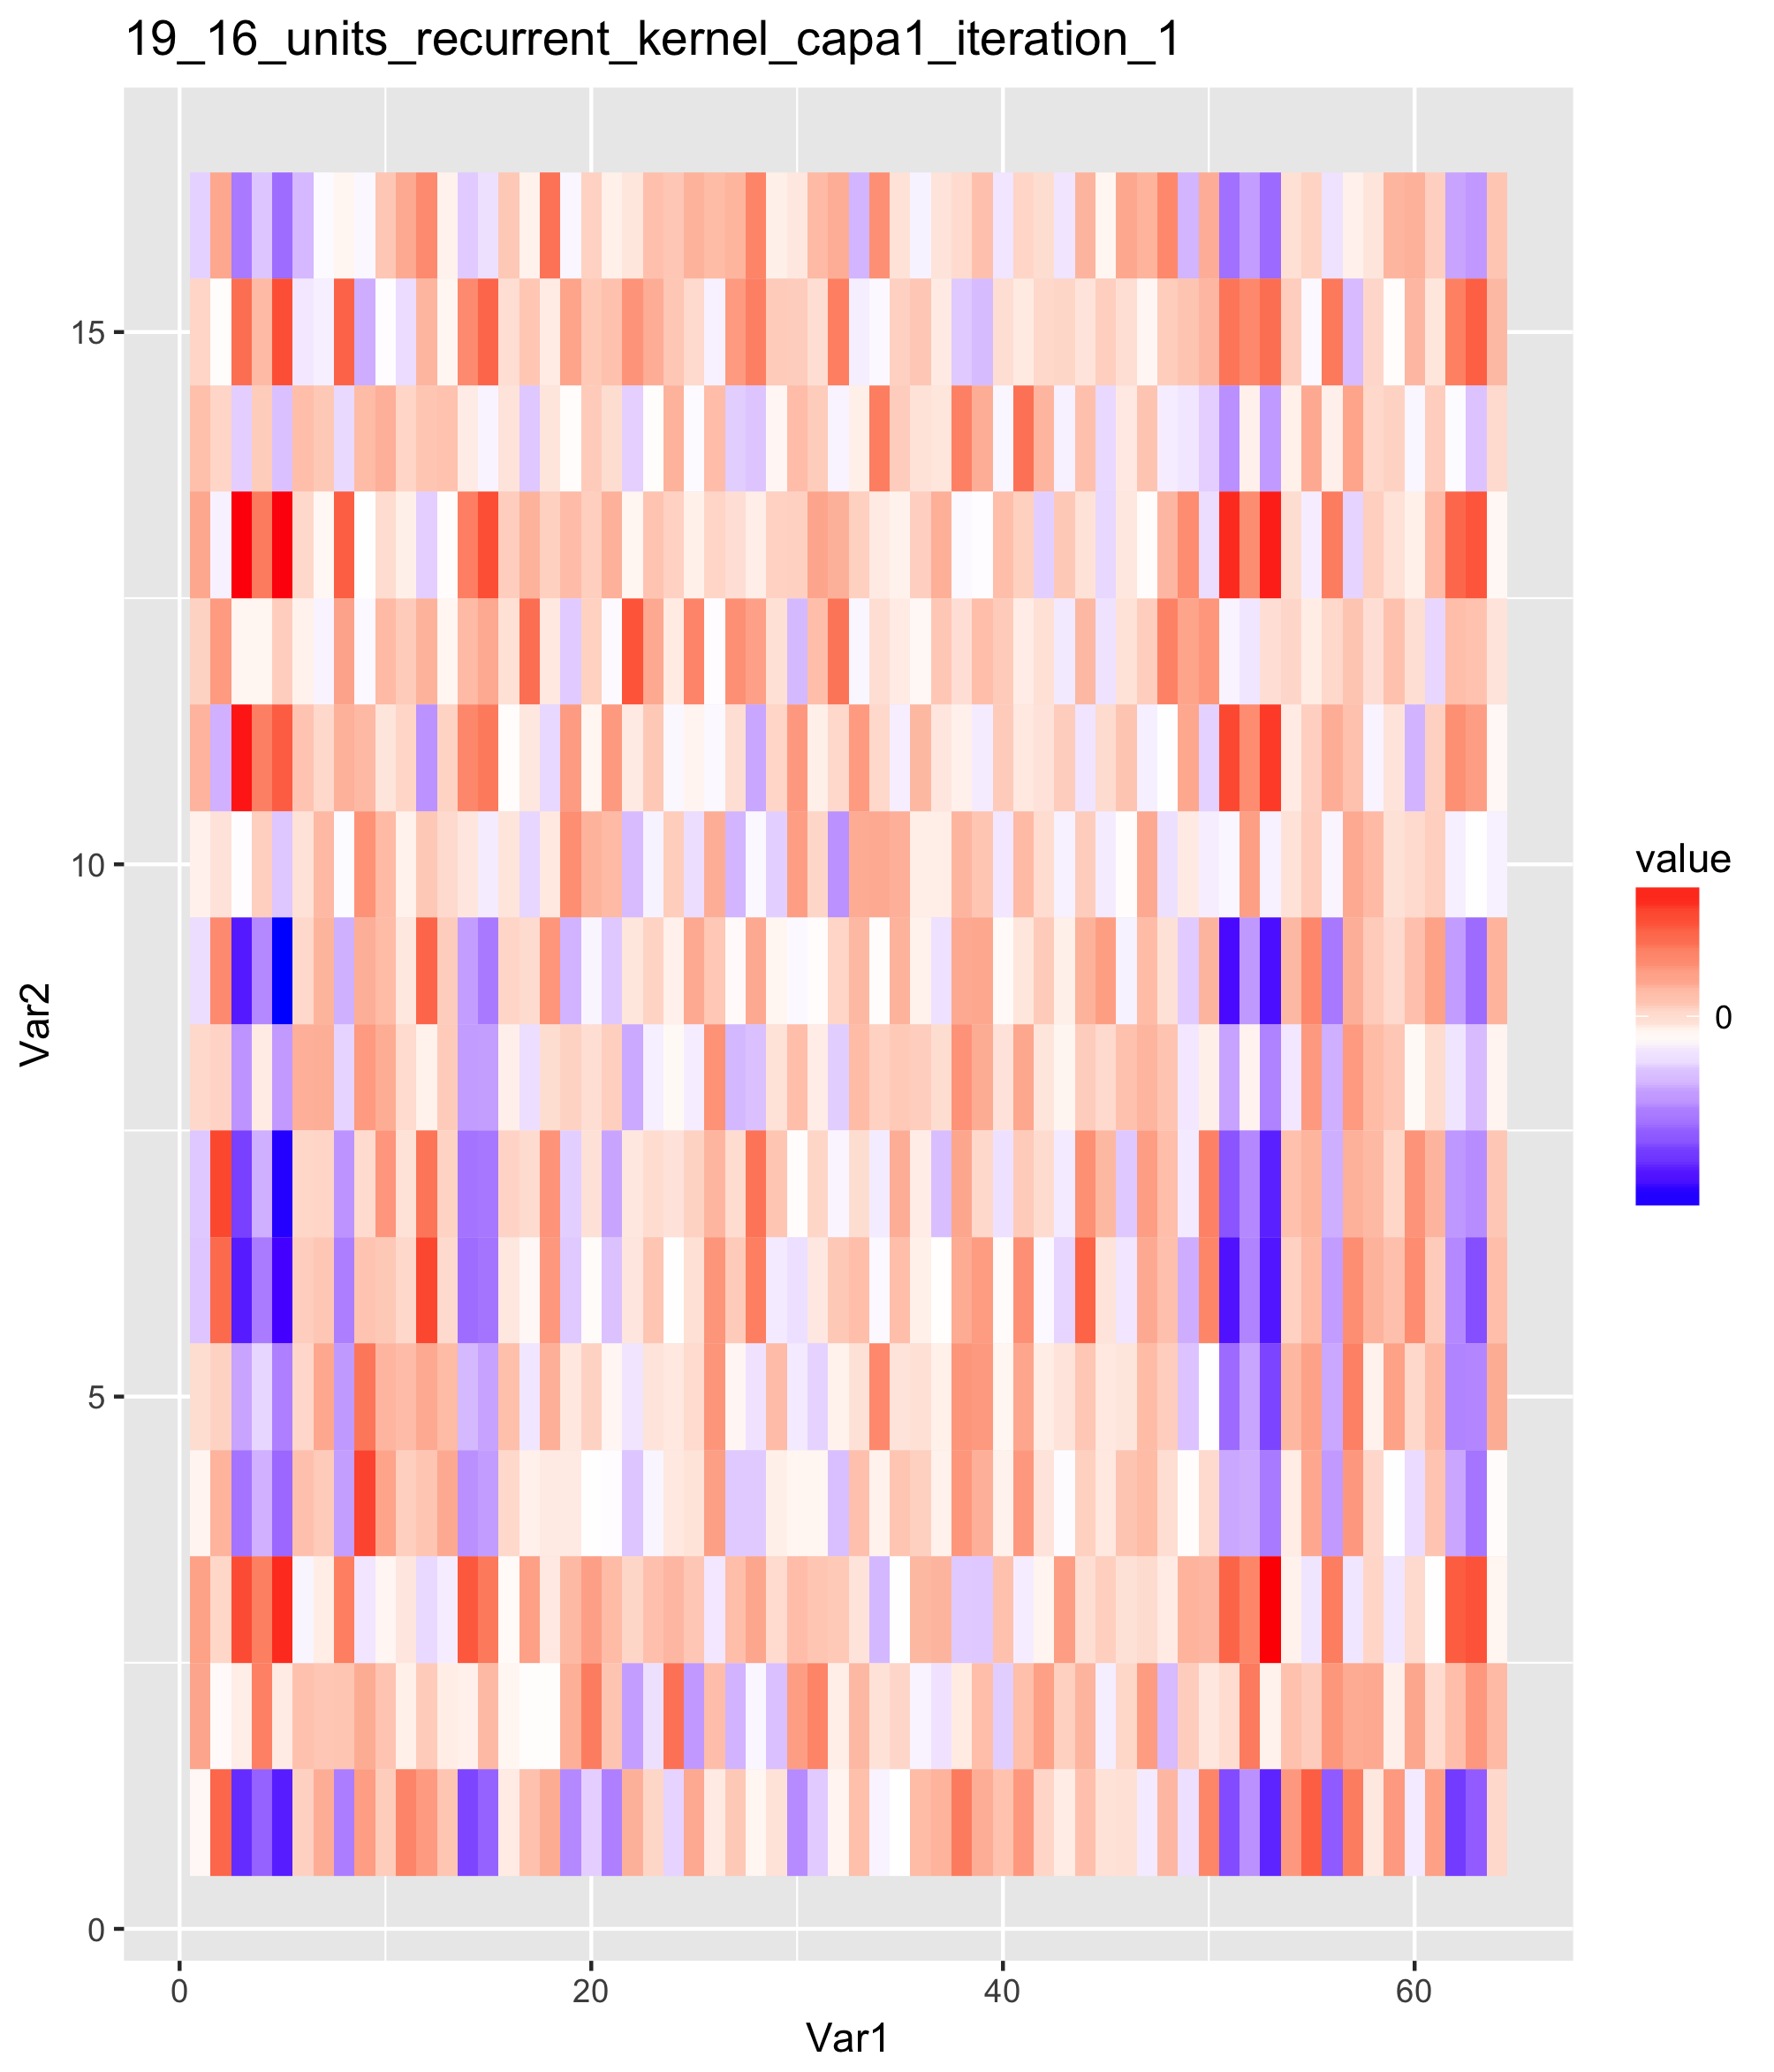 19_16_units_recurrent_kernel_capa1_iteration_1
15
10
5
0
0
20
40
60
Var1
Var2
value
0